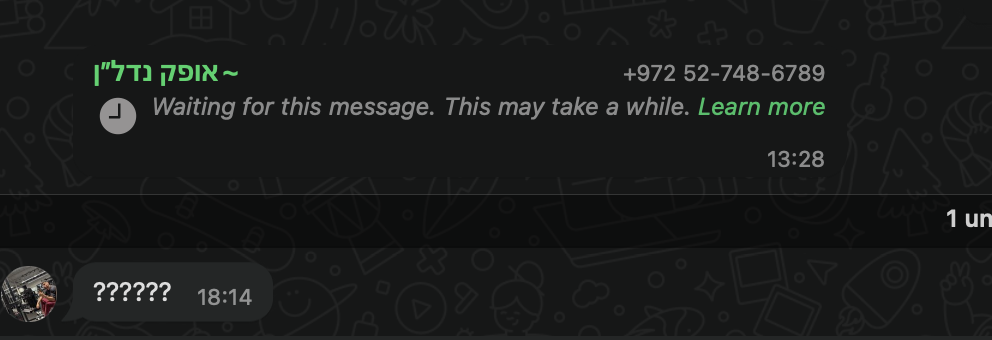 ~אופק נדל"ן
+972 52-748-6789
Waiting for this message. This may take a while. Learn more
13:28
1 un
??????
18:14